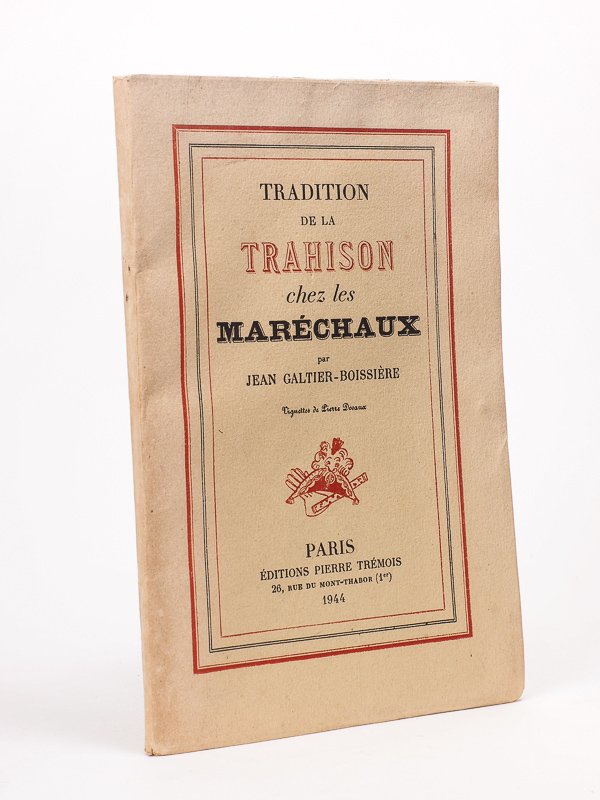 TRADITION
DE LA
TRAHISON
chez les
MARÉCHAUX
par
JEAN GALTIER-BOISSIÈRE
Vignettes de Pierre Devaux
PARIS
ÉDITIONS PIERRE TRÉMOIS
26, RUE DU MONT-THABOR (1er)
1944